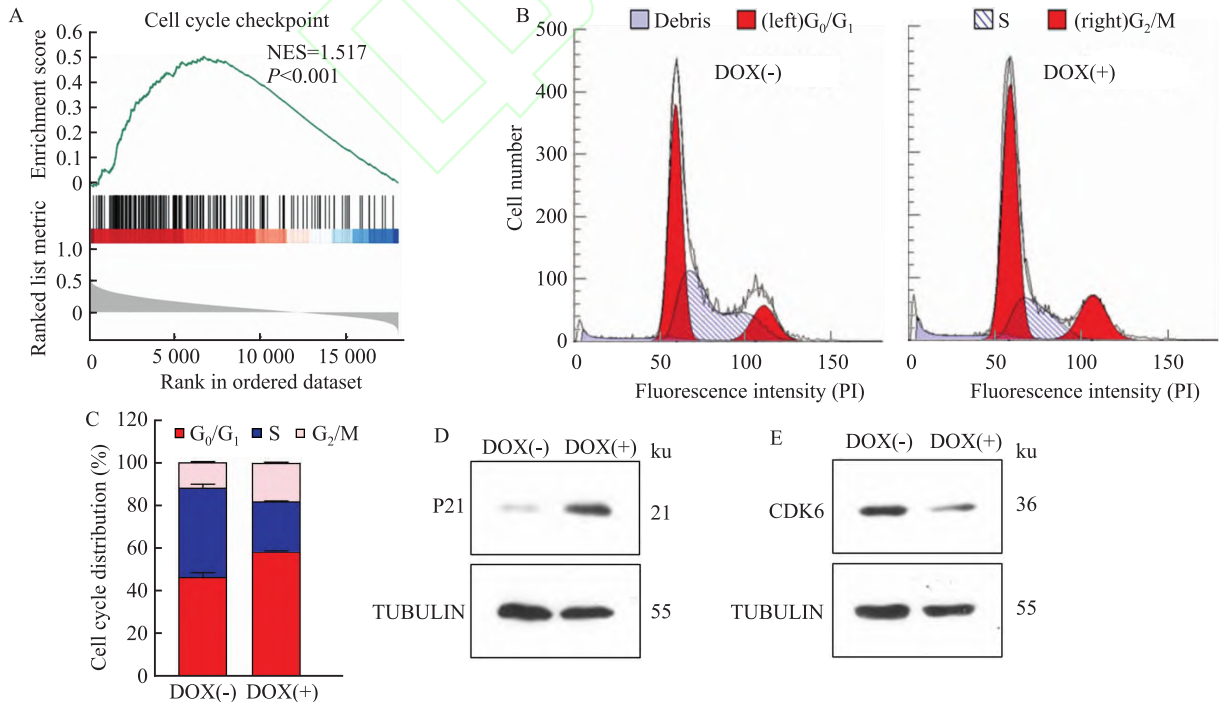 A
Cell cycle checkpoint
NES=1.517
P<0.001
Enrichment score
0.6
0.5
0.4
0.3
0.2
0.1
0
Ranked list metric
1.0
0.5
0
0 5 000 10 000 15 000
Rank in ordered dataset
B
Debris (left)G₀/G₁ S (right)G₂/M
DOX(-) DOX(+)
Cell number
500
400
300
200
100
0
0 50 100 150
0 50 100 150
Fluorescence intensity (PI) Fluorescence intensity (PI)
C
G₀/G₁ S G₂/M
Cell cycle distribution (%)
120
100
80
60
40
20
0
DOX(-) DOX(+)
D
DOX(-) DOX(+) ku
P21 21
TUBULIN 55
E
DOX(-) DOX(+) ku
CDK6 36
TUBULIN 55